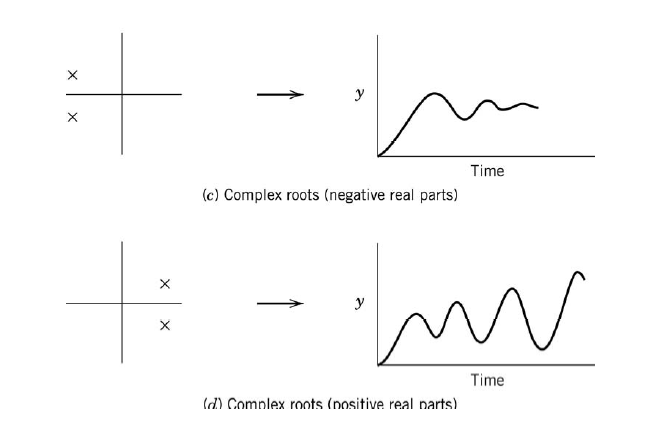 y
Time
(c) Complex roots (negative real parts)
y
Time
(d) Complex roots (positive real parts)